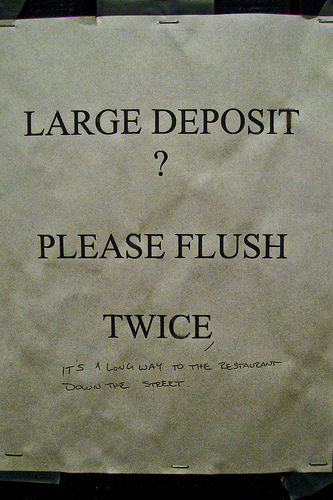 LARGE DEPOSIT
?
PLEASE FLUSH
TWICE,
IT'S A LONG WAY TO THE RESTAURANT
DOWN THE STREET